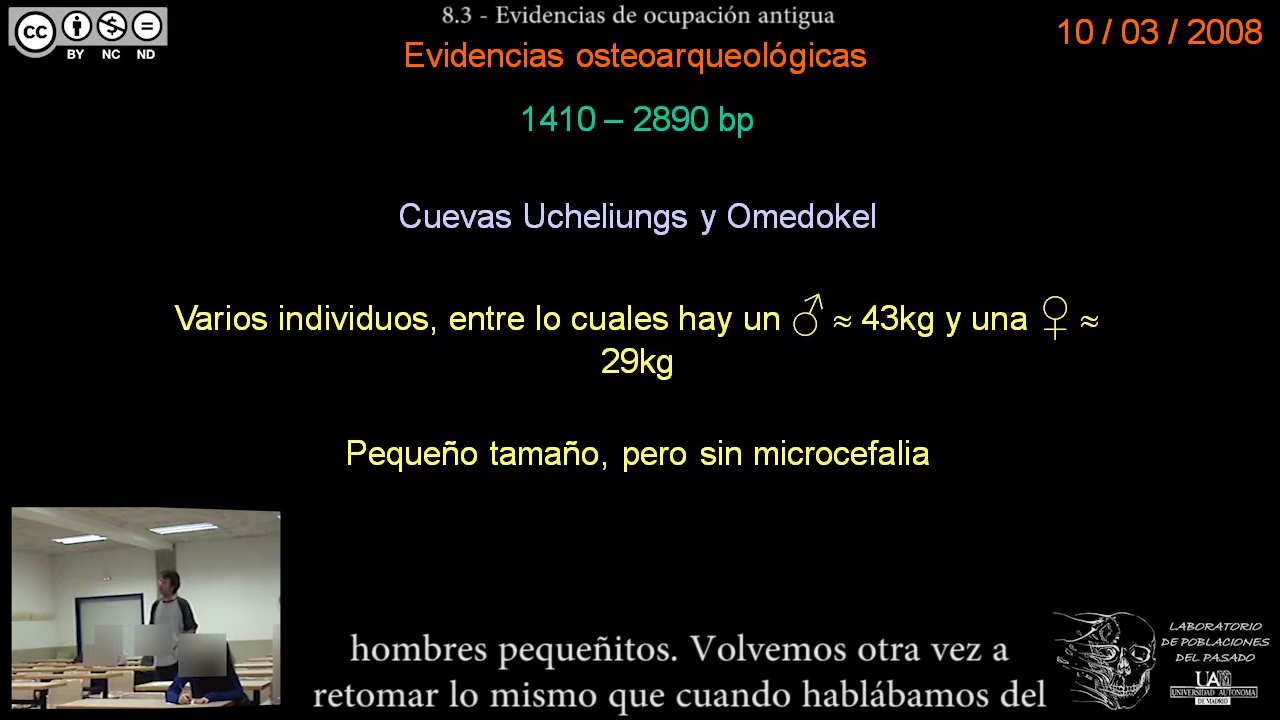 8.3 - Evidencias de ocupación antigua
10 / 03 / 2008
cc
BY NC ND
Evidencias osteoarqueológicas
1410 – 2890 bp
Cuevas Ucheliungs y Omedokel
Varios individuos, entre lo cuales hay un ♂ ≈ 43kg y una ♀ ≈
29kg
Pequeño tamaño, pero sin microcefalia
hombres pequeñitos. Volvemos otra vez a
retomar lo mismo que cuando hablábamos del
LABORATORIO
DE POBLACIONES
DEL PASADO
UAM
UNIVERSIDAD AUTONOMA
DE MADRID